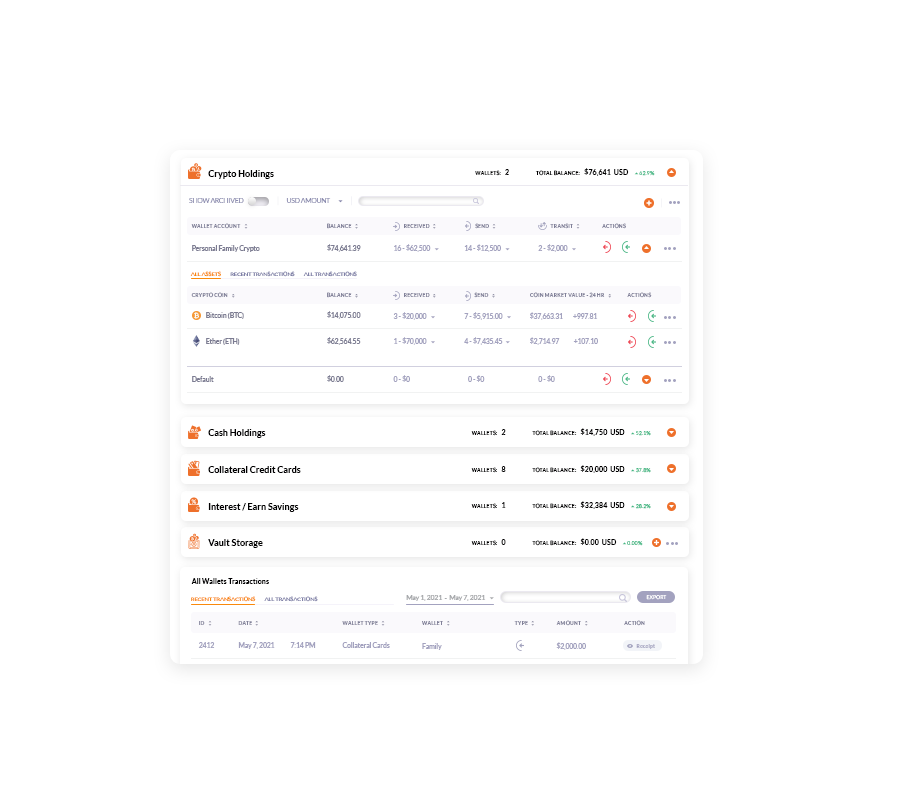 Crypto Holdings WALLETS: 2 TOTAL BALANCE: $76,641 USD
SHOW ARCHIVED USD AMOUNT
WALLET ACCOUNT BALANCE RECEIVED SEND TRANSIT ACTIONS
Personal Family Crypto $74,641.39 16 - $62,500 14 - $12,500 2 - $2,000
ALL ASSETS RECENT TRANSACTIONS ALL TRANSACTIONS
CRYPTO COIN BALANCE RECEIVED SEND COIN MARKET VALUE - 24 HR ACTIONS
Bitcoin (BTC) $14,075.00 3 - $20,000 7 - $5,915.00 $37,663.31 +997.81
Ether (ETH) $62,564.55 1 - $70,000 4 - $7,435.45 $2,714.97 +107.10
Default $0.00 0 - $0 0 - $0 0 - $0
Cash Holdings WALLETS: 2 TOTAL BALANCE: $14,750 USD + 12.1%
Collateral Credit Cards WALLETS: 8 TOTAL BALANCE: $20,000 USD + 37.8%
Interest / Earn Savings WALLETS: 1 TOTAL BALANCE: $32,384 USD + 28.2%
Vault Storage WALLETS: 0 TOTAL BALANCE: $0.00 USD + 0.00%
All Wallets Transactions
RECENT TRANSACTIONS ALL TRANSACTIONS May 1, 2021 - May 7, 2021 EXPORT
ID DATE WALLET TYPE WALLET TYPE AMOUNT ACTION
2412 May 7, 2021 7:14 PM Collateral Cards Family $2,000.00 Receipt